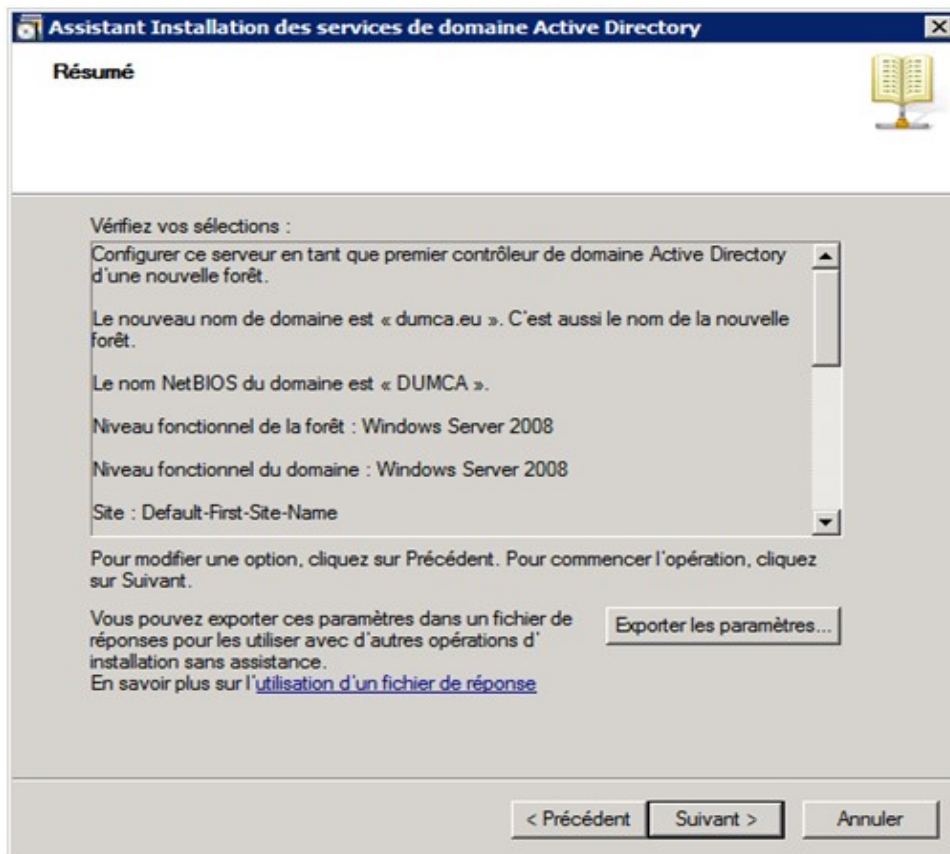 Assistant Installation des services de domaine Active Directory
Résumé
Vérifiez vos sélections :
Configurer ce serveur en tant que premier contrôleur de domaine Active Directory
d'une nouvelle forêt.
Le nouveau nom de domaine est « dumca.eu ». C'est aussi le nom de la nouvelle
forêt.
Le nom NetBIOS du domaine est « DUMCA ».
Niveau fonctionnel de la forêt : Windows Server 2008
Niveau fonctionnel du domaine : Windows Server 2008
Site : Default-First-Site-Name
Pour modifier une option, cliquez sur Précédent. Pour commencer l'opération, cliquez
sur Suivant.
Vous pouvez exporter ces paramètres dans un fichier de
réponses pour les utiliser avec d'autres opérations d'
installation sans assistance.
En savoir plus sur l'utilisation d'un fichier de réponse
Exporter les paramètres...
< Précédent
Suivant >
Annuler